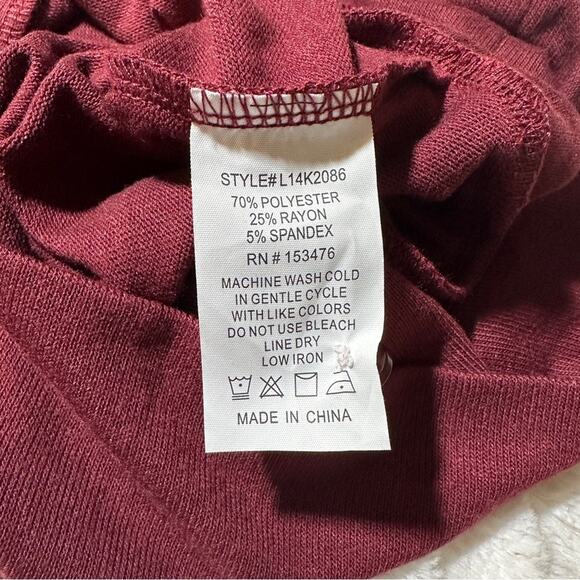 STYLE# L14K2086
70% POLYESTER
25% RAYON
5% SPANDEX
RN # 153476
MACHINE WASH COLD
IN GENTLE CYCLE
WITH LIKE COLORS
DO NOT USE BLEACH
LINE DRY
LOW IRON
MADE IN CHINA